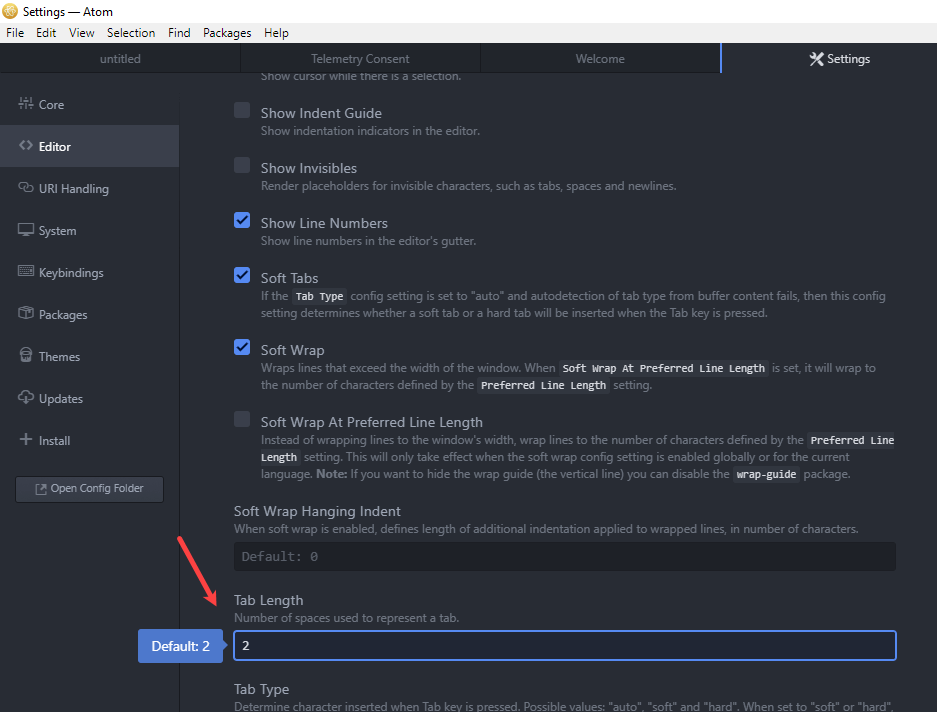 Settings — Atom
File Edit View Selection Find Packages Help
untitled
Telemetry Consent
Welcome
Settings
Core
Editor
URI Handling
System
Keybindings
Packages
Themes
Updates
Install
Open Config Folder
Show cursor while there is a selection.
Show Indent Guide
Show indentation indicators in the editor.
Show Invisibles
Render placeholders for invisible characters, such as tabs, spaces and newlines.
Show Line Numbers
Show line numbers in the editor's gutter.
Soft Tabs
If the Tab Type config setting is set to "auto" and autodetection of tab type from buffer content fails, then this config
setting determines whether a soft tab or a hard tab will be inserted when the Tab key is pressed.
Soft Wrap
Wraps lines that exceed the width of the window. When Soft Wrap At Preferred Line Length is set, it will wrap to
the number of characters defined by the Preferred Line Length setting.
Soft Wrap At Preferred Line Length
Instead of wrapping lines to the window's width, wrap lines to the number of characters defined by the Preferred Line
Length setting. This will only take effect when the soft wrap config setting is enabled globally or for the current
language. Note: If you want to hide the wrap guide (the vertical line) you can disable the wrap-guide package.
Soft Wrap Hanging Indent
When soft wrap is enabled, defines length of additional indentation applied to wrapped lines, in number of characters.
Default: 0
Tab Length
Number of spaces used to represent a tab.
Default: 2
2
Tab Type
Determine character inserted when Tab key is pressed. Possible values: "auto", "soft" and "hard". When set to "soft" or "hard",